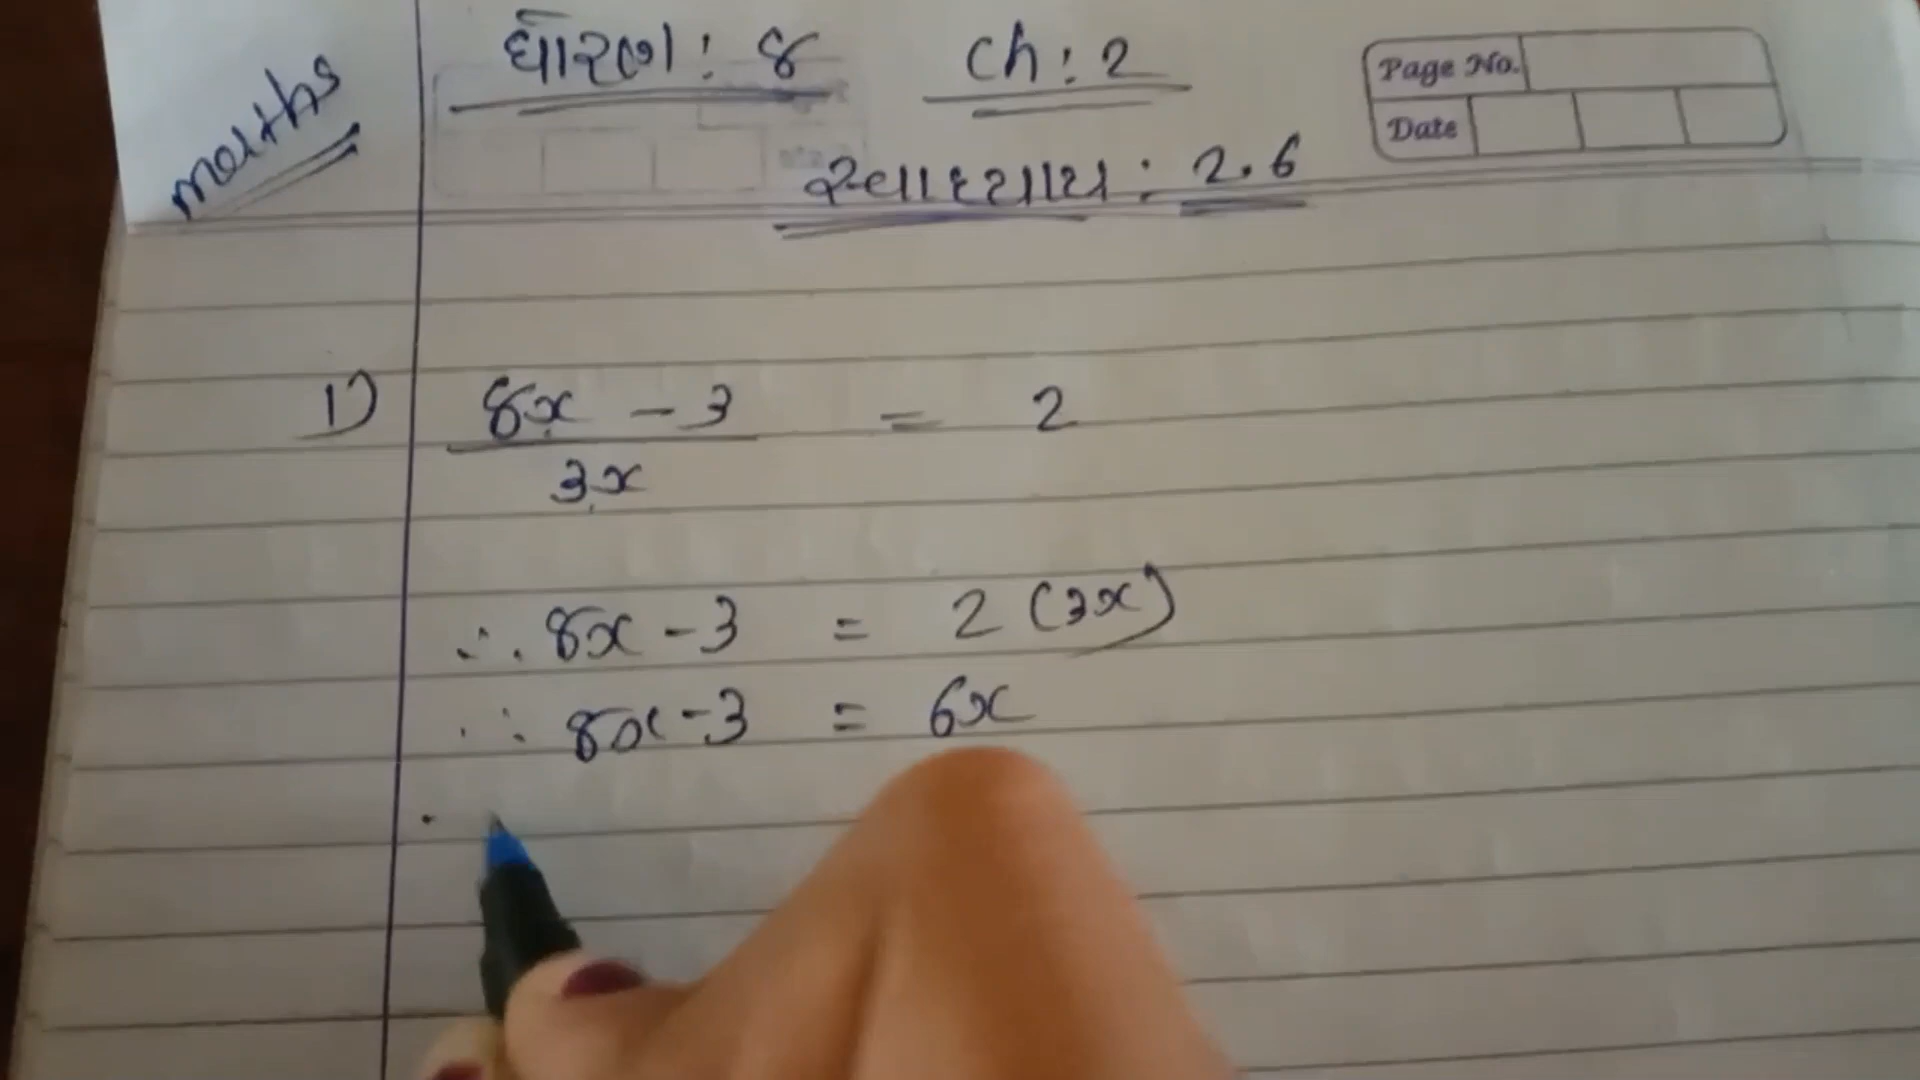 maths
ધોરણ : ૪ ch : 2
સ્વાધ્યાય : 2.6
Page No.
Date
1) 8x - 3 = 2
3x
∴ 8x - 3 = 2 (3x)
∴ 8x - 3 = 6x